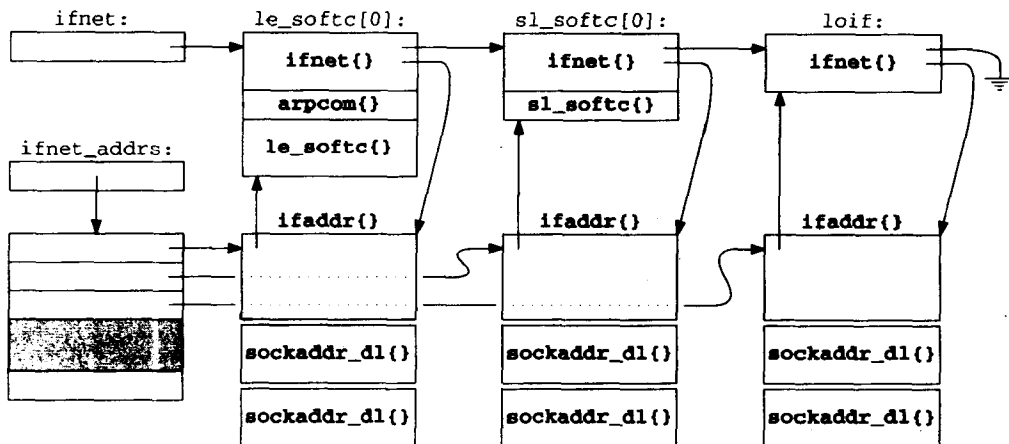 ifnet:
le_softc[0]:
sl_softc[0]:
loif:
ifnet{}
ifnet{}
ifnet{}
arpcom{}
sl_softc{}
le_softc{}
ifnet_addrs:
ifaddr{}
ifaddr{}
ifaddr{}
sockaddr_dl{}
sockaddr_dl{}
sockaddr_dl{}
sockaddr_dl{}
sockaddr_dl{}
sockaddr_dl{}